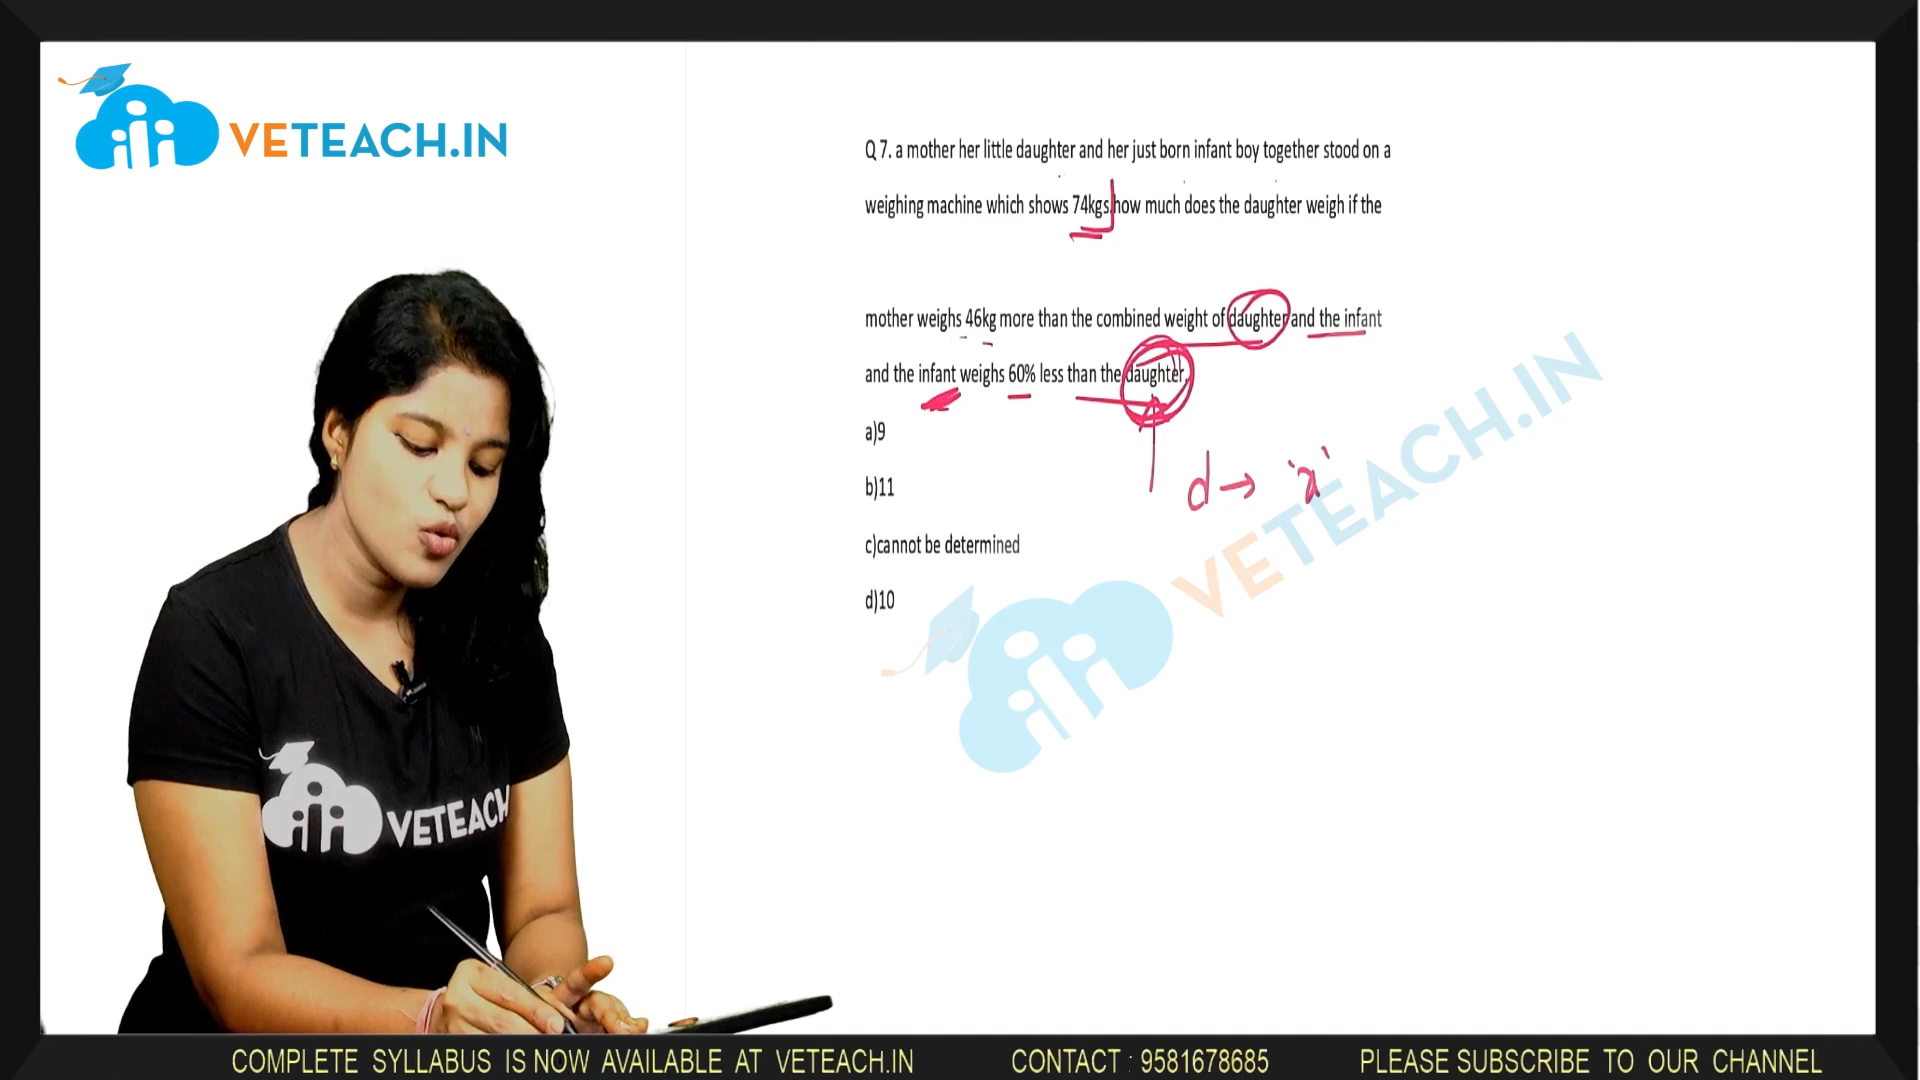 VETEACH.IN
Q 7. a mother her little daughter and her just born infant boy together stood on a
weighing machine which shows 74kgs.how much does the daughter weigh if the
mother weighs 46kg more than the combined weight of daughter and the infant
and the infant weighs 60% less than the daughter.
a)9
b)11
c)cannot be determined
d)10
d → 'x'
VETEACH.IN
VETEACH
COMPLETE SYLLABUS IS NOW AVAILABLE AT VETEACH.IN CONTACT : 9581678685 PLEASE SUBSCRIBE TO OUR CHANNEL